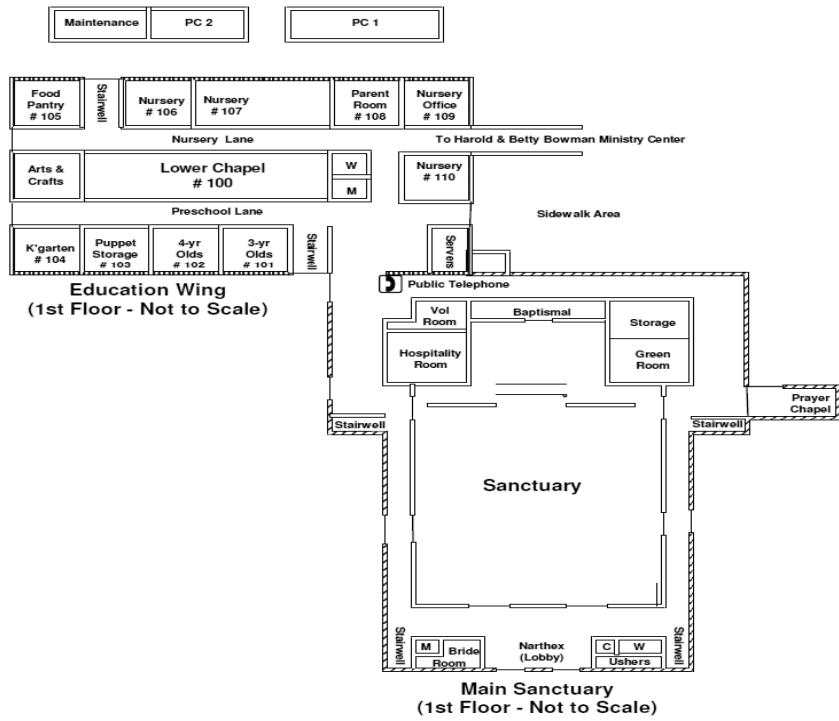 Maintenance
PC 2
PC 1
Food
Pantry
# 105
Stairwell
Nursery
# 106
Nursery
# 107
Parent
Room
# 108
Nursery
Office
# 109
Nursery Lane
To Harold & Betty Bowman Ministry Center
Arts &
Crafts
Lower Chapel
# 100
W
M
Nursery
# 110
Preschool Lane
Sidewalk Area
K'garten
# 104
Puppet
Storage
# 103
4-yr
Olds
# 102
3-yr
Olds
# 101
Stairwell
Servers
Education Wing
(1st Floor - Not to Scale)
Public Telephone
Vol
Room
Baptismal
Storage
Hospitality
Room
Green
Room
Prayer
Chapel
Stairwell
Stairwell
Sanctuary
Stairwell
M
Bride
Room
Narthex
(Lobby)
C
W
Ushers
Stairwell
Main Sanctuary
(1st Floor - Not to Scale)